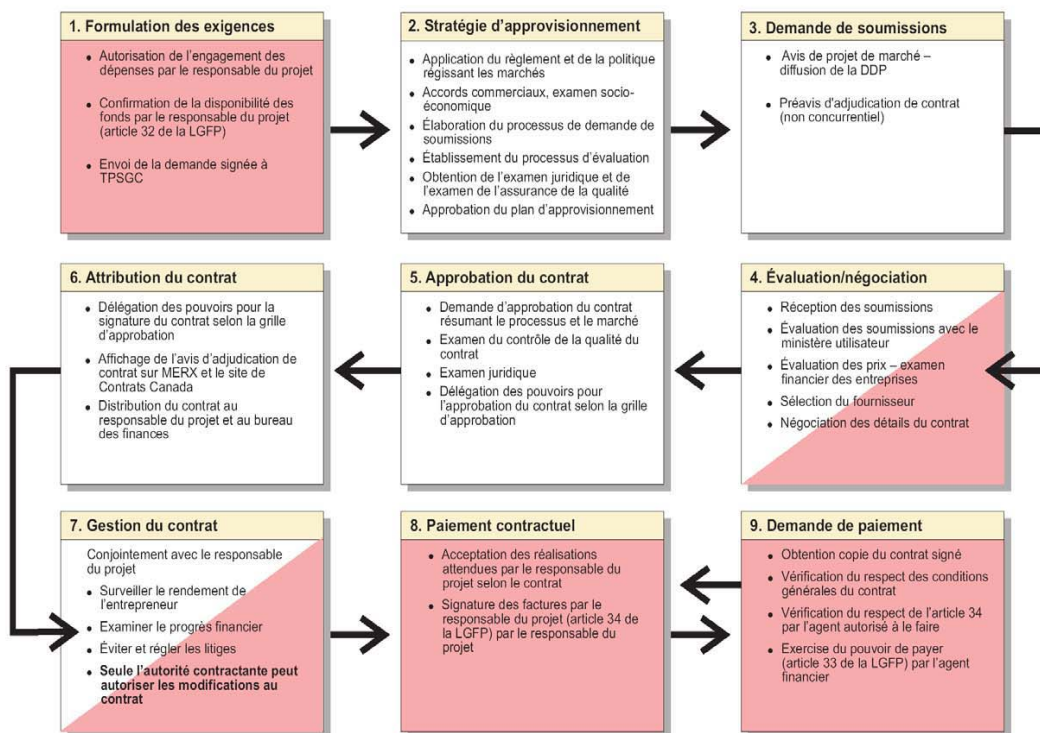 1. Formulation des exigences
• Autorisation de l'engagement des
dépenses par le responsable du projet
• Confirmation de la disponibilité des
fonds par le responsable du projet
(article 32 de la LGFP)
• Envoi de la demande signée à
TPSGC
2. Stratégie d'approvisionnement
• Application du règlement et de la politique
régissant les marchés
• Accords commerciaux, examen socio-
économique
• Élaboration du processus de demande de
soumissions
• Établissement du processus d'évaluation
• Obtention de l'examen juridique et de
l'examen de l'assurance de la qualité
• Approbation du plan d'approvisionnement
3. Demande de soumissions
• Avis de projet de marché –
diffusion de la DDP
• Préavis d'adjudication de contrat
(non concurrentiel)
4. Évaluation/négociation
• Réception des soumissions
• Évaluation des soumissions avec le
ministère utilisateur
• Évaluation des prix – examen
financier des entreprises
• Sélection du fournisseur
• Négociation des détails du contrat
5. Approbation du contrat
• Demande d'approbation du contrat
résumant le processus et le marché
• Examen du contrôle de la qualité du
contrat
• Examen juridique
• Délégation des pouvoirs pour
l'approbation du contrat selon la grille
d'approbation
6. Attribution du contrat
• Délégation des pouvoirs pour la
signature du contrat selon la grille
d'approbation
• Affichage de l'avis d'adjudication de
contrat sur MERX et le site de
Contrats Canada
• Distribution du contrat au
responsable du projet et au bureau
des finances
7. Gestion du contrat
Conjointement avec le responsable
du projet
• Surveiller le rendement de
l'entrepreneur
• Examiner le progrès financier
• Éviter et régler les litiges
• Seule l'autorité contractante peut
autoriser les modifications au
contrat
8. Paiement contractuel
• Acceptation des réalisations
attendues par le responsable du
projet selon le contrat
• Signature des factures par le
responsable du projet (article 34 de
la LGFP) par le responsable du
projet
9. Demande de paiement
• Obtention copie du contrat signé
• Vérification du respect des conditions
générales du contrat
• Vérification du respect de l'article 34
par l'agent autorisé à le faire
• Exercise du pouvoir de payer
(article 33 de la LGFP) par l'agent
financier